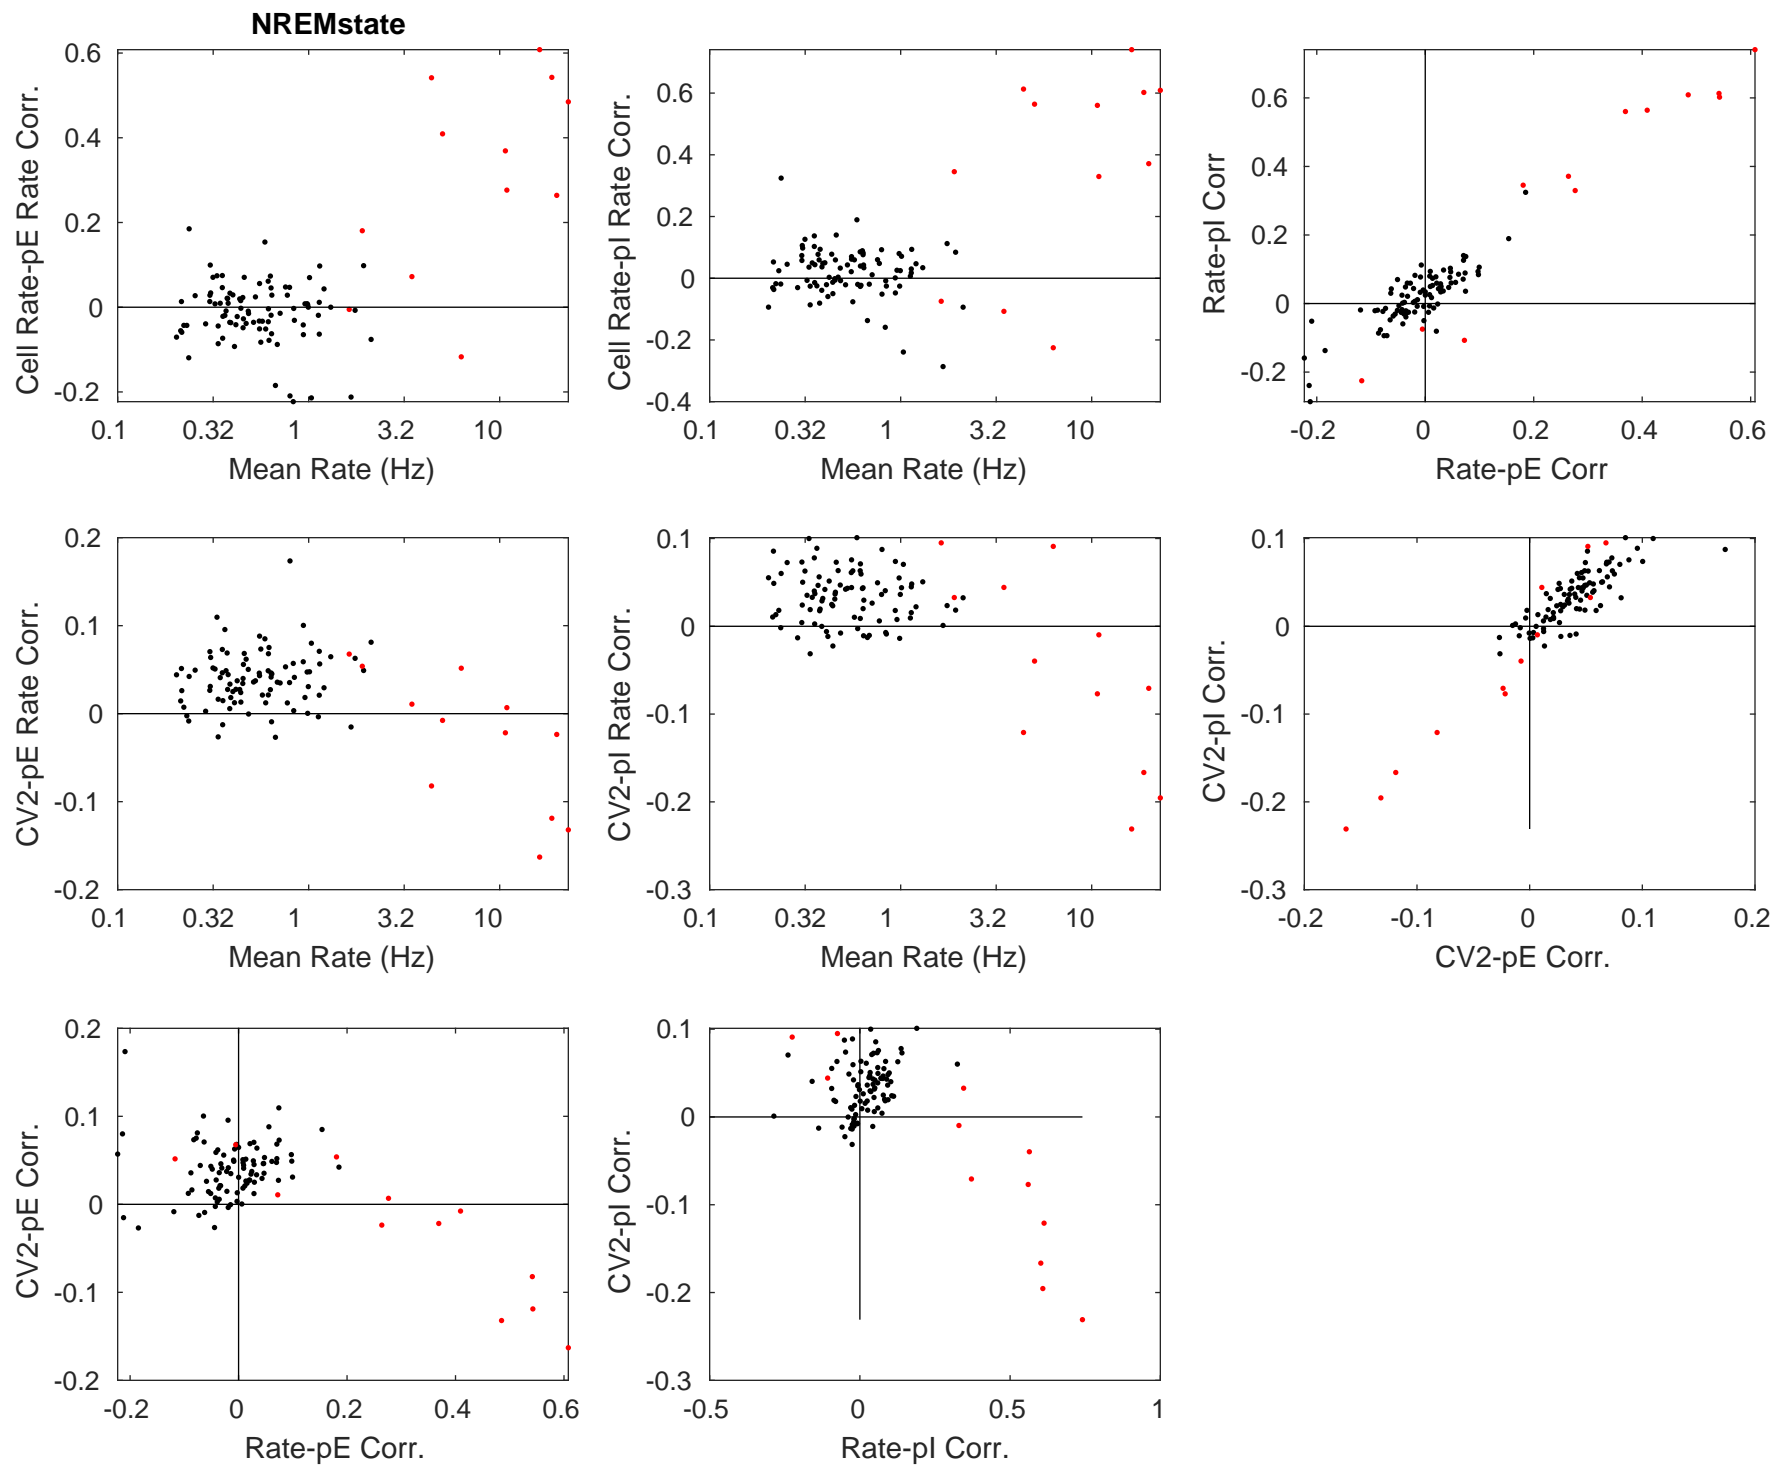 NREMstate
0.6
0.4
0.2
0
-0.2
Cell Rate-pE Rate Corr.
0.1 0.32 1 3.2 10
Mean Rate (Hz)
0.6
0.4
0.2
0
-0.2
-0.4
Cell Rate-pI Rate Corr.
0.1 0.32 1 3.2 10
Mean Rate (Hz)
0.6
0.4
0.2
0
-0.2
Rate-pI Corr
-0.2 0 0.2 0.4 0.6
Rate-pE Corr
0.2
0.1
0
-0.1
-0.2
CV2-pE Rate Corr.
0.1 0.32 1 3.2 10
Mean Rate (Hz)
0.1
0
-0.1
-0.2
-0.3
CV2-pI Rate Corr.
0.1 0.32 1 3.2 10
Mean Rate (Hz)
0.1
0
-0.1
-0.2
-0.3
CV2-pI Corr.
-0.2 -0.1 0 0.1 0.2
CV2-pE Corr.
0.2
0.1
0
-0.1
-0.2
CV2-pE Corr.
-0.2 0 0.2 0.4 0.6
Rate-pE Corr.
0.1
0
-0.1
-0.2
-0.3
CV2-pI Corr.
-0.5 0 0.5 1
Rate-pI Corr.